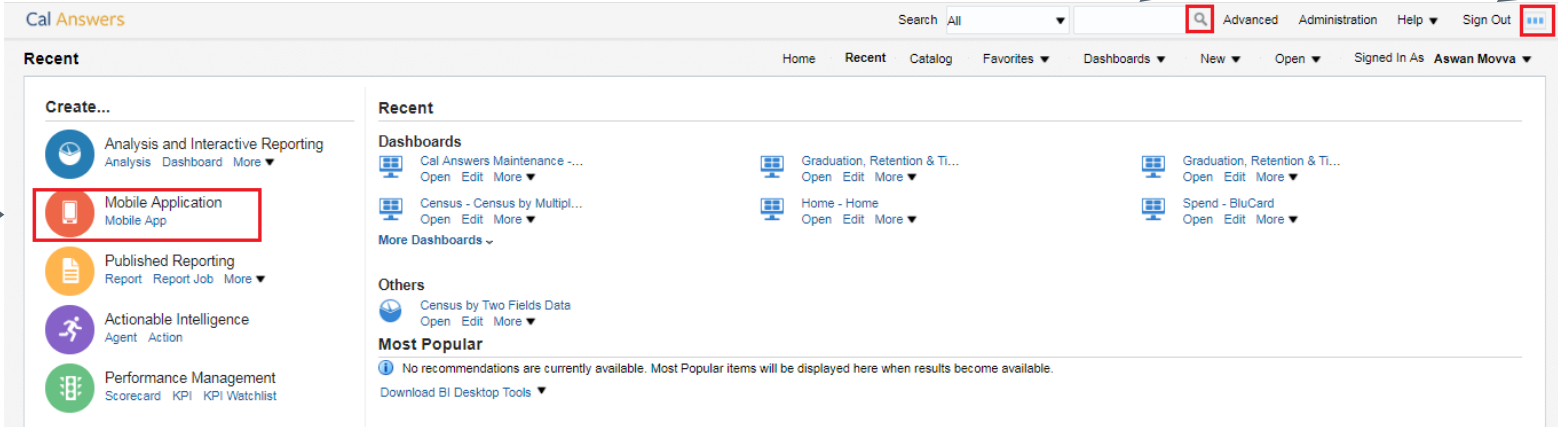 Cal Answers
Search All Advanced Administration Help Sign Out
Recent
Home Recent Catalog Favorites Dashboards New Open Signed In As Aswan Movva
Create...
Analysis and Interactive Reporting
Analysis Dashboard More
Mobile Application
Mobile App
Published Reporting
Report Report Job More
Actionable Intelligence
Agent Action
Performance Management
Scorecard KPI KPI Watchlist
Recent
Dashboards
Cal Answers Maintenance -...
Open Edit More
Graduation, Retention & Ti...
Open Edit More
Graduation, Retention & Ti...
Open Edit More
Census - Census by Multipl...
Open Edit More
Home - Home
Open Edit More
Spend - BluCard
Open Edit More
More Dashboards
Others
Census by Two Fields Data
Open Edit More
Most Popular
No recommendations are currently available. Most Popular items will be displayed here when results become available.
Download BI Desktop Tools